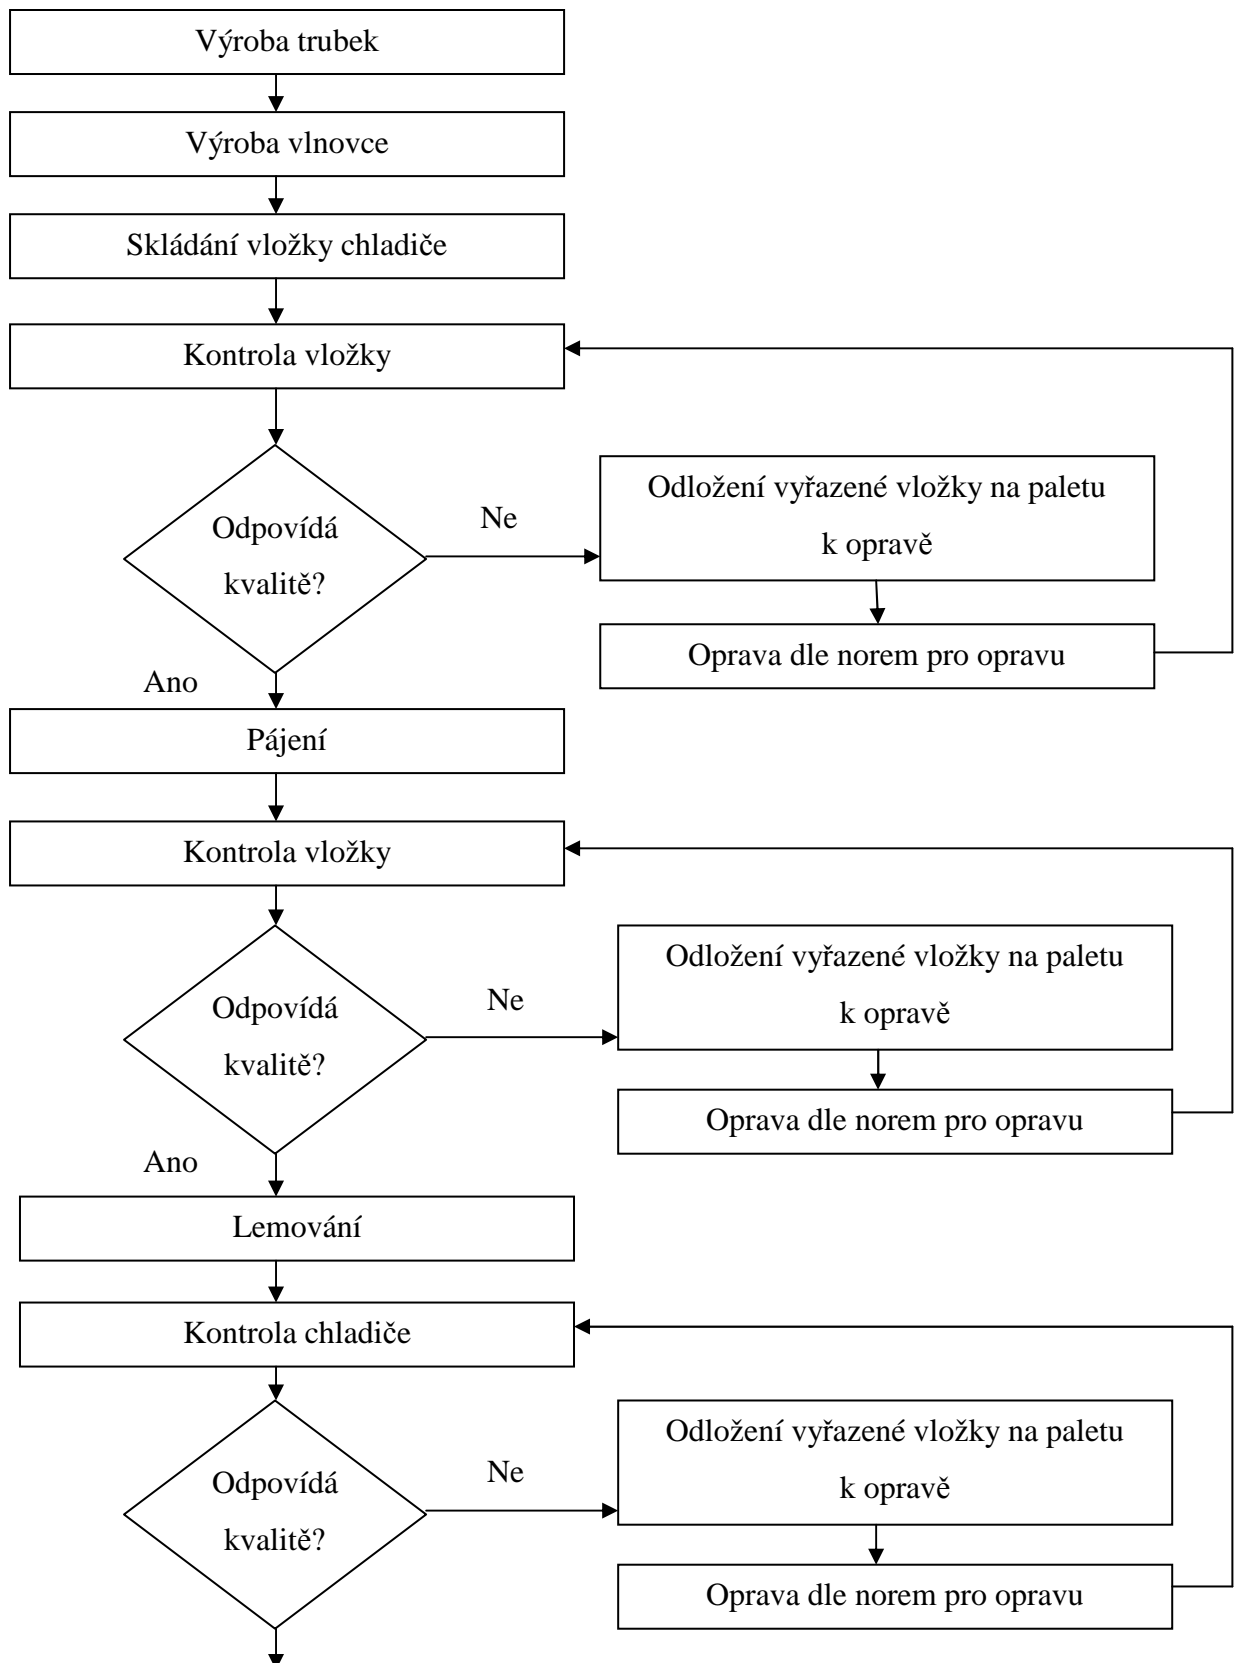 Výroba trubek
Výroba vlnovce
Skládání vložky chladiče
Kontrola vložky
Odpovídá
kvalitě?
Ne
Odložení vyřazené vložky na paletu
k opravě
Oprava dle norem pro opravu
Ano
Pájení
Kontrola vložky
Odpovídá
kvalitě?
Ne
Odložení vyřazené vložky na paletu
k opravě
Oprava dle norem pro opravu
Ano
Lemování
Kontrola chladiče
Odpovídá
kvalitě?
Ne
Odložení vyřazené vložky na paletu
k opravě
Oprava dle norem pro opravu